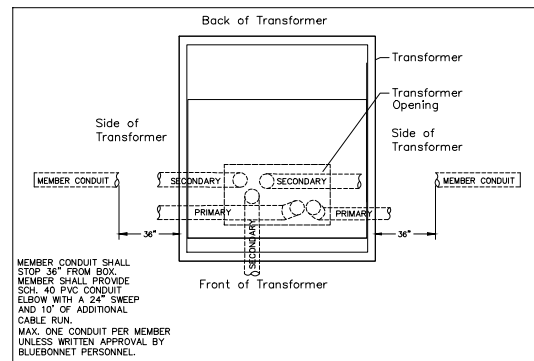 Back of Transformer
Transformer
Transformer
Opening
Side of
Transformer
Side of
Transformer
MEMBER CONDUIT
SECONDARY
SECONDARY
MEMBER CONDUIT
PRIMARY
PRIMARY
SECONDARY
36"
36"
Front of Transformer
MEMBER CONDUIT SHALL
STOP 36" FROM BOX.
MEMBER SHALL PROVIDE
SCH. 40 PVC CONDUIT
ELBOW WITH A 24" SWEEP
AND 10' OF ADDITIONAL
CABLE RUN.
MAX. ONE CONDUIT PER MEMBER
UNLESS WRITTEN APPROVAL BY
BLUEBONNET PERSONNEL.